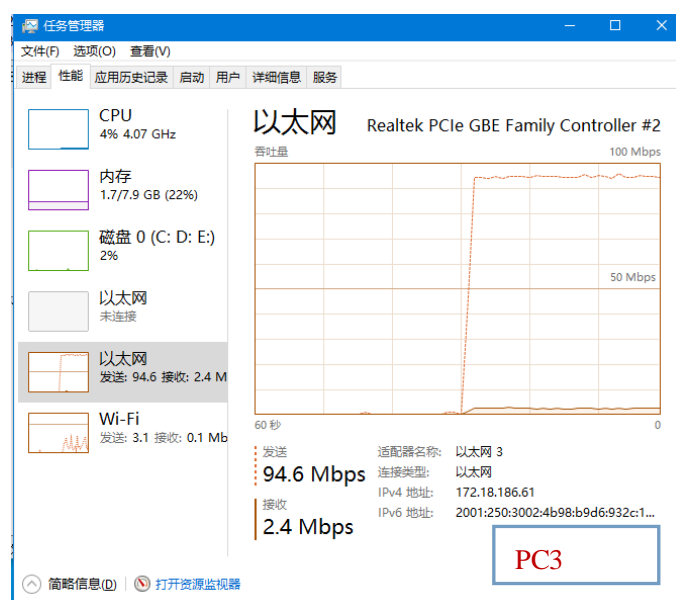 任务管理器
文件(F) 选项(O) 查看(V)
进程 性能 应用历史记录 启动 用户 详细信息 服务
CPU
4% 4.07 GHz
内存
1.7/7.9 GB (22%)
磁盘 0 (C: D: E:)
2%
以太网
未连接
以太网
发送: 94.6 接收: 2.4 M
Wi-Fi
发送: 3.1 接收: 0.1 Mb
以太网 Realtek PCIe GBE Family Controller #2
吞吐量 100 Mbps
50 Mbps
60 秒 0
发送
94.6 Mbps
接收
2.4 Mbps
适配器名称: 以太网 3
连接类型: 以太网
IPv4 地址: 172.18.186.61
IPv6 地址: 2001:250:3002:4b98:b9d6:932c:1...
PC3
简略信息(D) 打开资源监视器